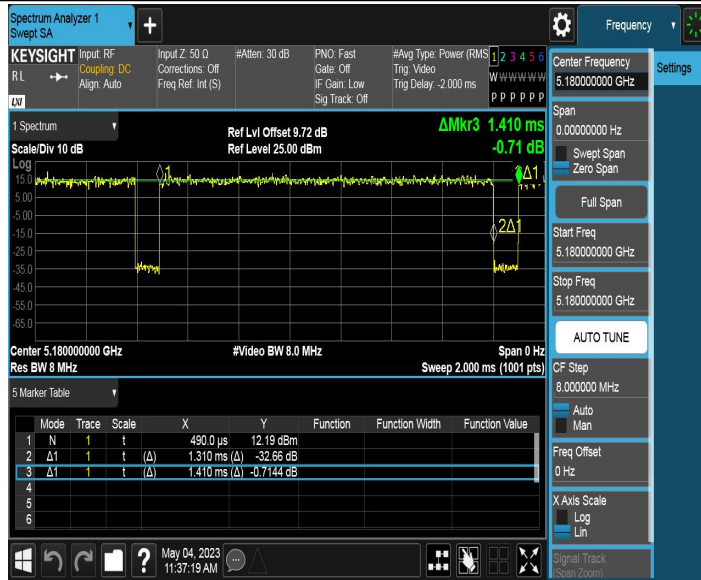 Spectrum Analyzer 1
Swept SA
+
Frequency
KEYSIGHT
RL
LXI
Input: RF
Coupling: DC
Align: Auto
Input Z: 50 Ω
Corrections: Off
Freq Ref: Int (S)
#Atten: 30 dB
PNO: Fast
Gate: Off
IF Gain: Low
Sig Track: Off
#Avg Type: Power (RMS
Trig: Video
Trig Delay: -2.000 ms
1 2 3 4 5 6
W W W W W W
P P P P P P
Center Frequency
5.180000000 GHz
Settings
1 Spectrum
Scale/Div 10 dB
Ref Lvl Offset 9.72 dB
Ref Level 25.00 dBm
ΔMkr3 1.410 ms
-0.71 dB
Span
0.00000000 Hz
Swept Span
Zero Span
Full Span
Log
15.0
5.00
-5.00
-15.0
-25.0
-35.0
-45.0
-55.0
-65.0
1
3Δ1
2Δ1
Start Freq
5.180000000 GHz
Stop Freq
5.180000000 GHz
AUTO TUNE
Center 5.180000000 GHz
#Video BW 8.0 MHz
Span 0 Hz
Res BW 8 MHz
Sweep 2.000 ms (1001 pts)
CF Step
8.000000 MHz
Auto
Man
Freq Offset
0 Hz
X Axis Scale
Log
Lin
Signal Track
(Span Zoom)
5 Marker Table
Mode Trace Scale X Y Function Function Width Function Value
1 N 1 t 490.0 µs 12.19 dBm
2 Δ1 1 t (Δ) 1.310 ms (Δ) -32.66 dB
3 Δ1 1 t (Δ) 1.410 ms (Δ) -0.7144 dB
4
5
6
?
May 04, 2023
11:37:19 AM